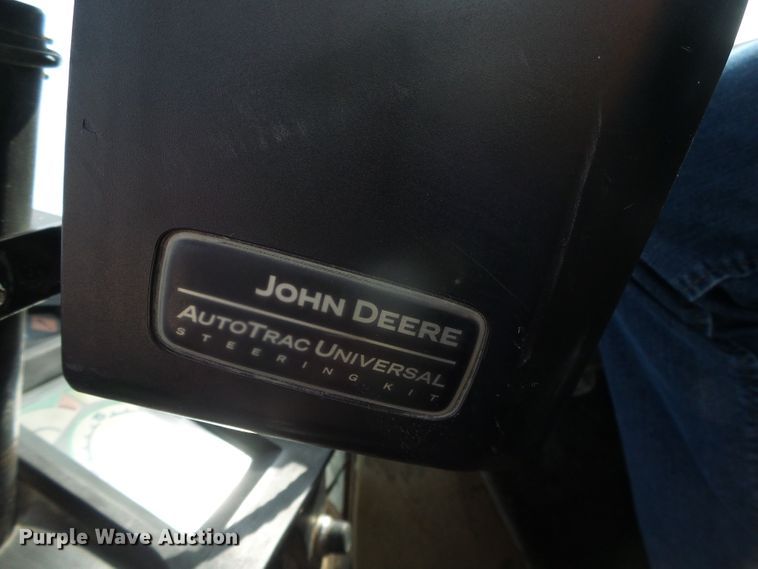 JOHN DEERE
AUTOTRAC UNIVERSAL
STEERING KIT
Purple Wave Auction